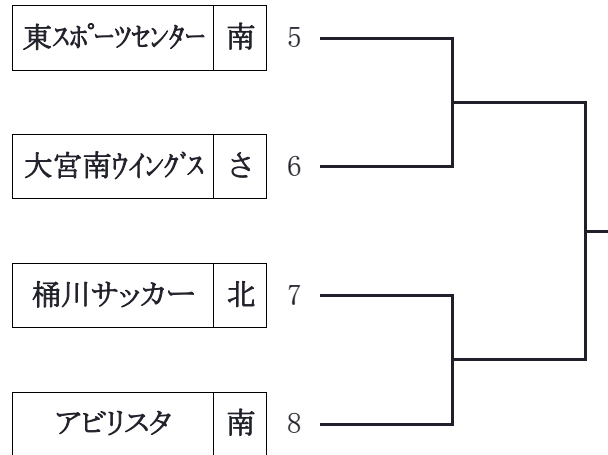 東スポーツセンター 南 5
大宮南ウイングス さ 6
桶川サッカー 北 7
アビリスタ 南 8